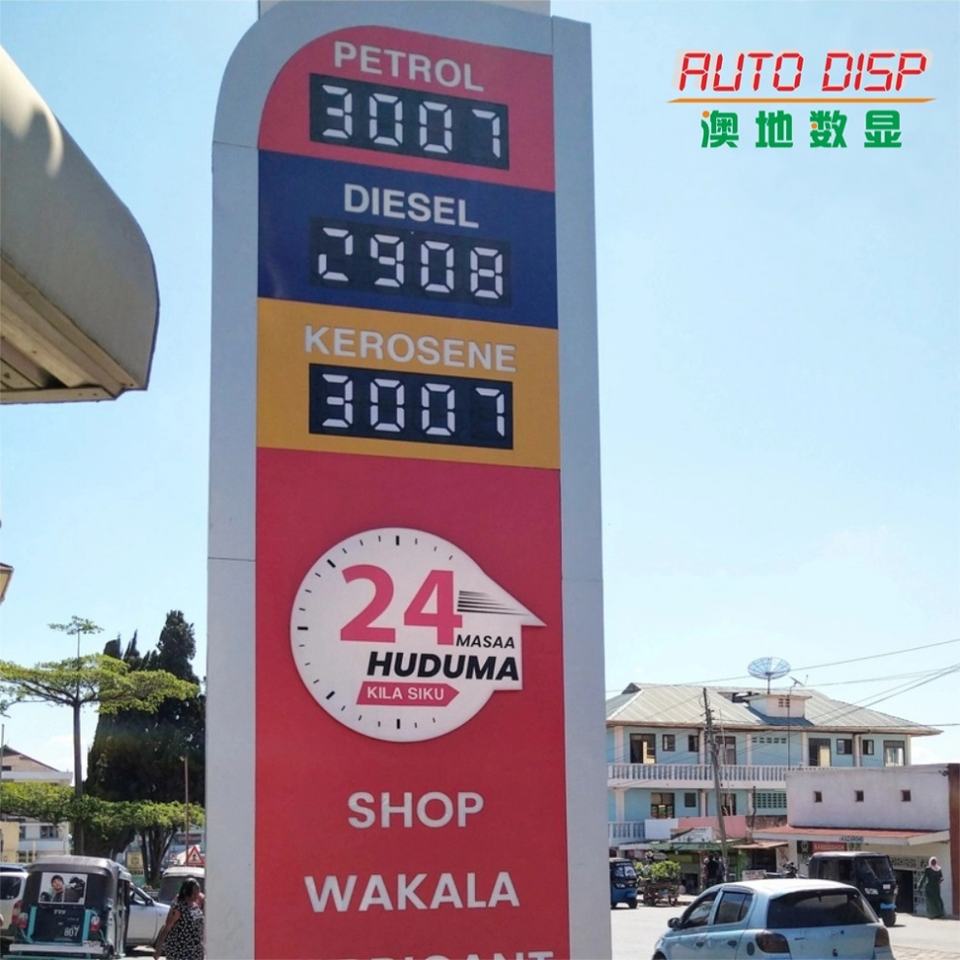 AUTO DISP
澳地数显
PETROL
3007
DIESEL
2908
KEROSENE
3007
24
MASAA
HUDUMA
KILA SIKU
SHOP
WAKALA